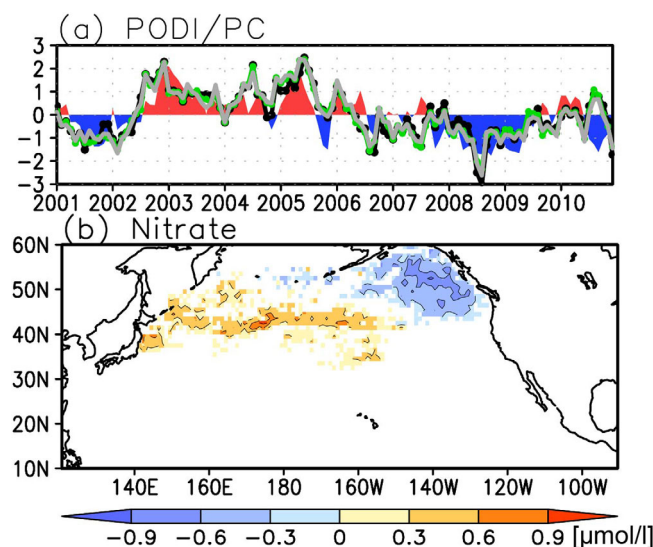 (a) PODI/PC
3
2
1
0
-1
-2
-3
2001 2002 2003 2004 2005 2006 2007 2008 2009 2010
(b) Nitrate
60N
50N
40N
30N
20N
10N
140E 160E 180 160W 140W 120W 100W
-0.9 -0.6 -0.3 0 0.3 0.6 0.9 [µmol/l]